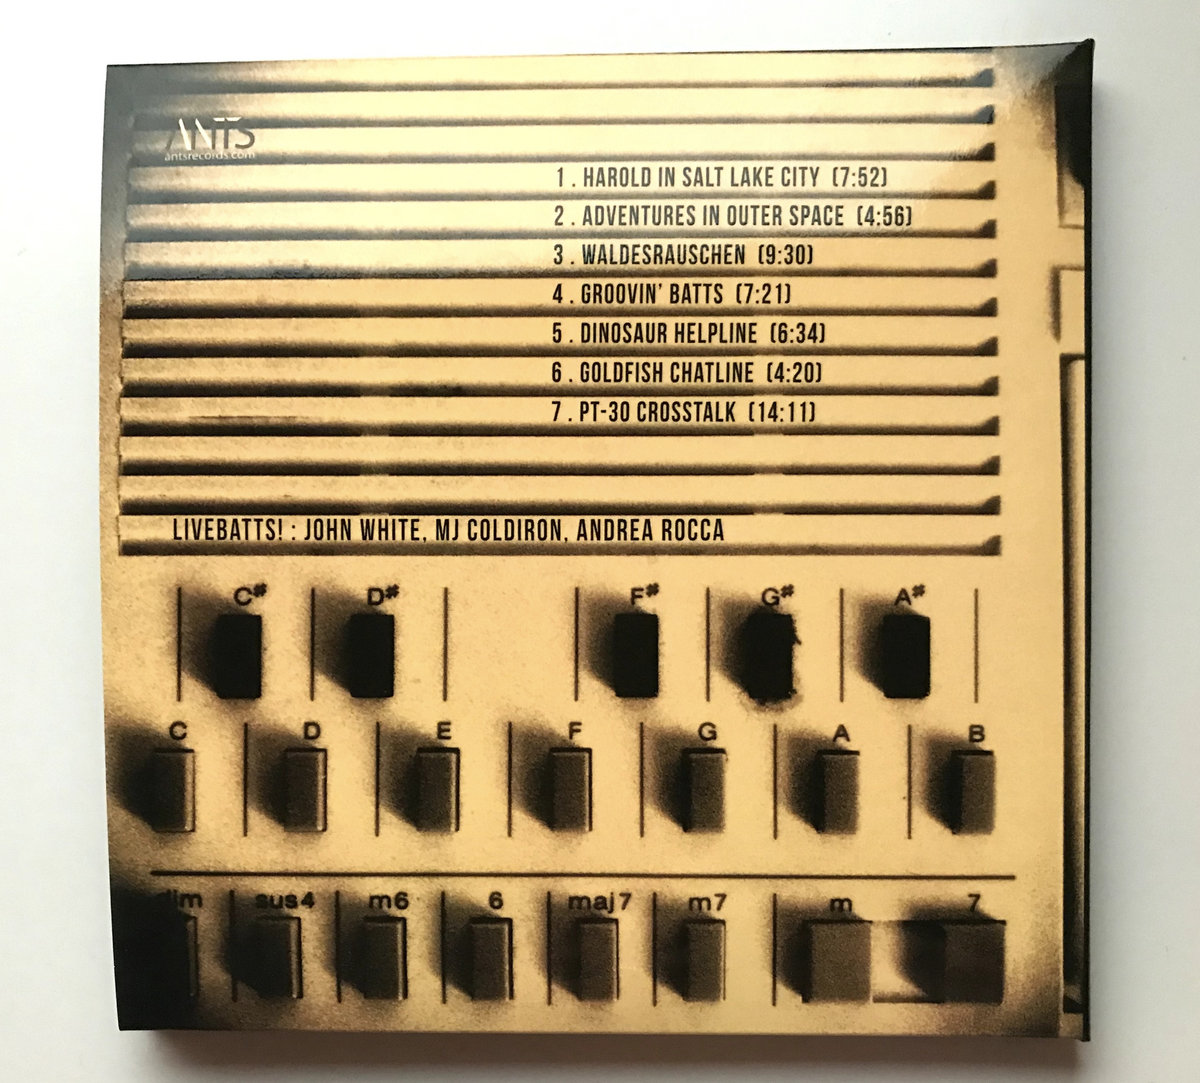 ANTS
antsrecords.com
1. HAROLD IN SALT LAKE CITY (7:52)
2. ADVENTURES IN OUTER SPACE (4:56)
3. WALDESRAUSCHEN (9:30)
4. GROOVIN' BATTS (7:21)
5. DINOSAUR HELPLINE (6:34)
6. GOLDFISH CHATLINE (4:20)
7. PT-30 CROSSTALK (14:11)
LIVEBATTS! : JOHN WHITE, MJ COLDIRON, ANDREA ROCCA
C# D# F# G# A#
C D E F G A B
sus4 m6 6 maj7 m7 m 7